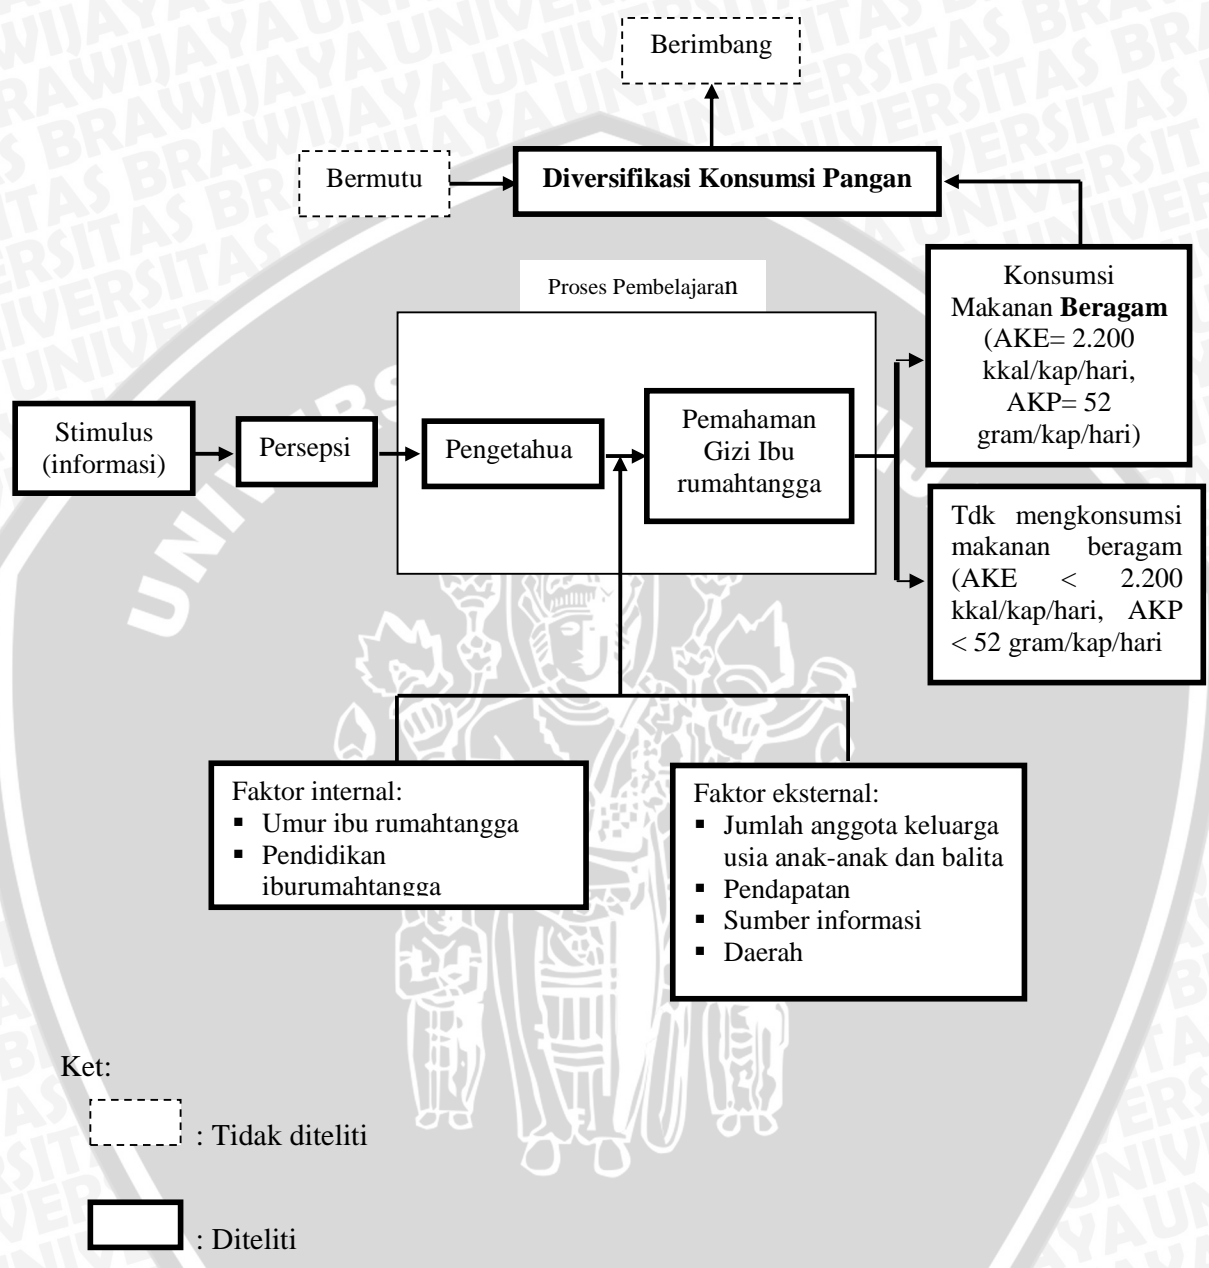 Berimbang
Bermutu
Diversifikasi Konsumsi Pangan
Proses Pembelajaran
Konsumsi
Makanan Beragam
(AKE= 2.200
kkal/kap/hari,
AKP= 52
gram/kap/hari)
Stimulus
(informasi)
Persepsi
Pengetahua
Pemahaman
Gizi Ibu
rumahtangga
Tdk mengkonsumsi
makanan beragam
(AKE < 2.200
kkal/kap/hari, AKP
< 52 gram/kap/hari
Faktor internal:
▪ Umur ibu rumahtangga
▪ Pendidikan
iburumahtangga
Faktor eksternal:
▪ Jumlah anggota keluarga
usia anak-anak dan balita
▪ Pendapatan
▪ Sumber informasi
▪ Daerah
Ket:
: Tidak diteliti
: Diteliti